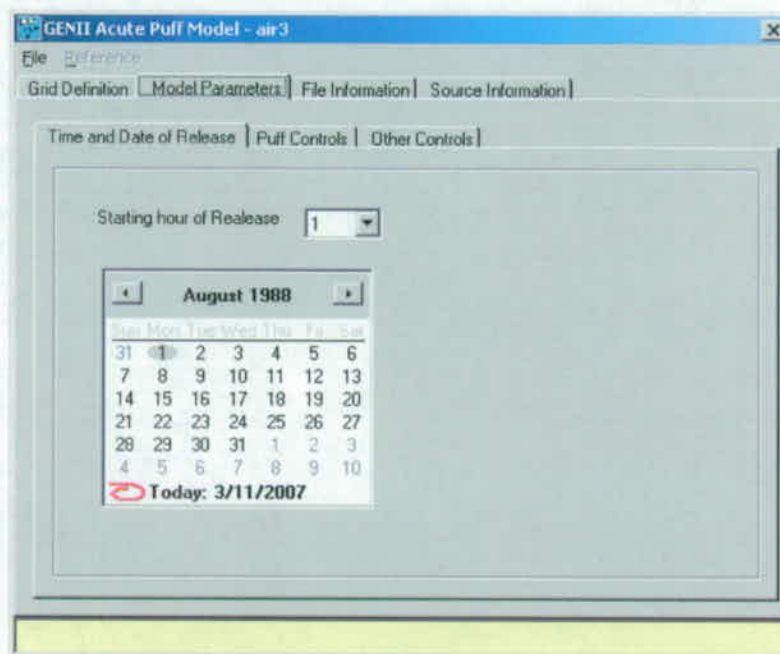 GENII Acute Puff Model - air3
File Reference
Grid Definition Model Parameters File Information Source Information
Time and Date of Release Puff Controls Other Controls
Starting hour of Realease 1
August 1988
Sun Mon Tue Wed Thu Fri Sat
31 1 2 3 4 5 6
7 8 9 10 11 12 13
14 15 16 17 18 19 20
21 22 23 24 25 26 27
28 29 30 31 1 2 3
4 5 6 7 8 9 10
Today: 3/11/2007